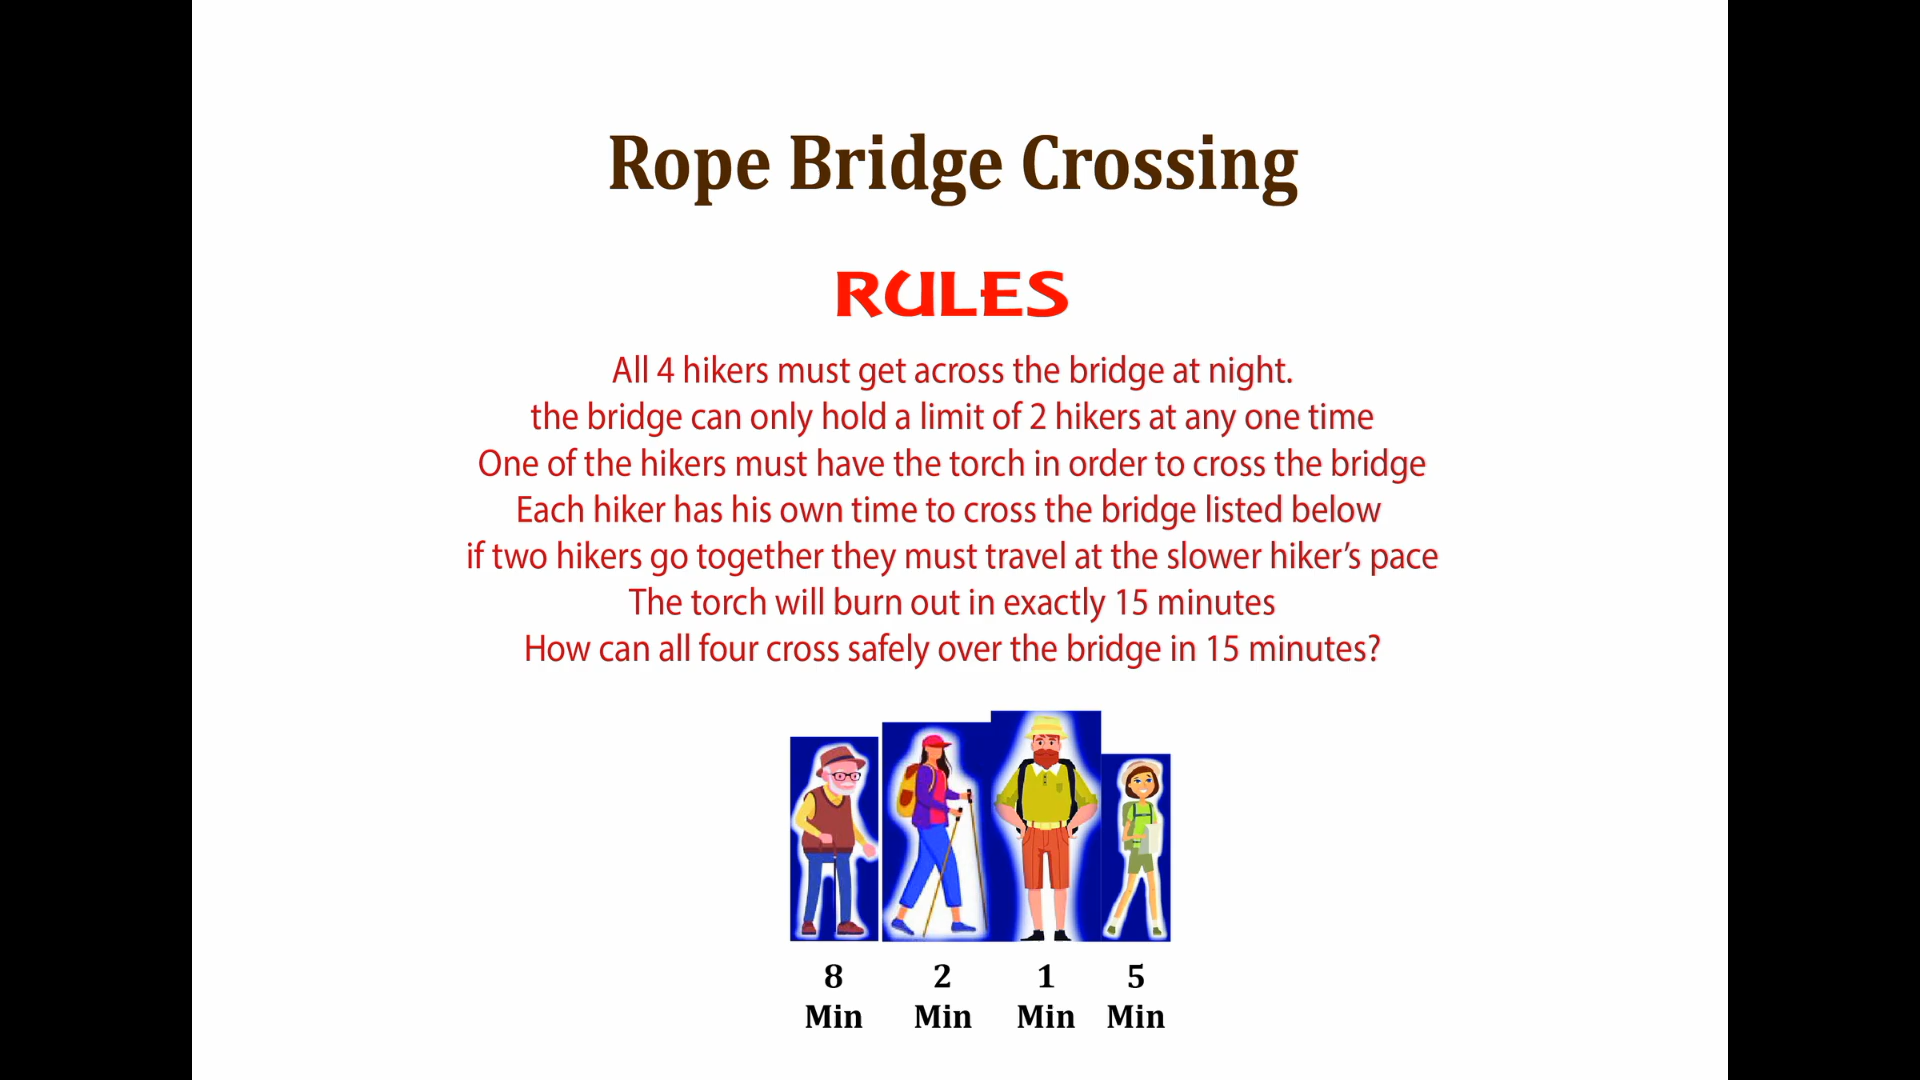 Rope Bridge Crossing
RULES
All 4 hikers must get across the bridge at night.
the bridge can only hold a limit of 2 hikers at any one time
One of the hikers must have the torch in order to cross the bridge
Each hiker has his own time to cross the bridge listed below
if two hikers go together they must travel at the slower hiker's pace
The torch will burn out in exactly 15 minutes
How can all four cross safely over the bridge in 15 minutes?
8 2 1 5
Min Min Min Min